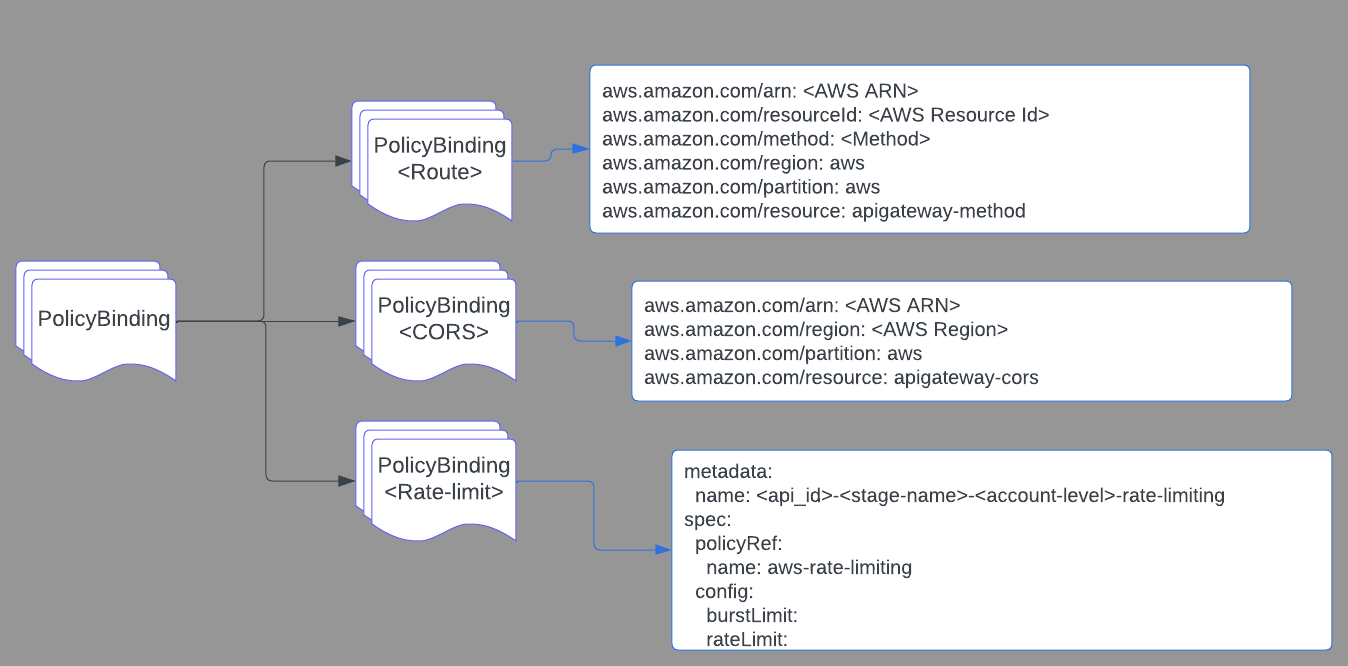 PolicyBinding
PolicyBinding
<Route>
aws.amazon.com/arn: <AWS ARN>
aws.amazon.com/resourceId: <AWS Resource Id>
aws.amazon.com/method: <Method>
aws.amazon.com/region: aws
aws.amazon.com/partition: aws
aws.amazon.com/resource: apigateway-method
PolicyBinding
<CORS>
aws.amazon.com/arn: <AWS ARN>
aws.amazon.com/region: <AWS Region>
aws.amazon.com/partition: aws
aws.amazon.com/resource: apigateway-cors
PolicyBinding
<Rate-limit>
metadata:
  name: <api_id>-<stage-name>-<account-level>-rate-limiting
spec:
  policyRef:
    name: aws-rate-limiting
  config:
    burstLimit:
    rateLimit: